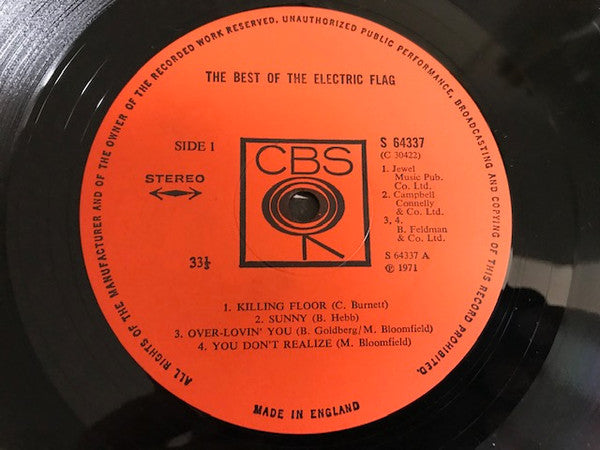 ALL RIGHTS OF THE MANUFACTURER AND OF THE OWNER OF THE RECORDED WORK RESERVED. UNAUTHORIZED PUBLIC PERFORMANCE, BROADCASTING AND COPYING OF THIS RECORD PROHIBITED.
THE BEST OF THE ELECTRIC FLAG
SIDE 1
STEREO
33⅓
CBS
S 64337
(C 30422)
1. Jewel
Music Pub.
Co. Ltd.
2. Campbell
Connelly
& Co. Ltd.
3, 4.
B. Feldman
& Co. Ltd.
S 64337 A
℗ 1971
1. KILLING FLOOR (C. Burnett)
2. SUNNY (B. Hebb)
3. OVER-LOVIN' YOU (B. Goldberg/M. Bloomfield)
4. YOU DON'T REALIZE (M. Bloomfield)
MADE IN ENGLAND